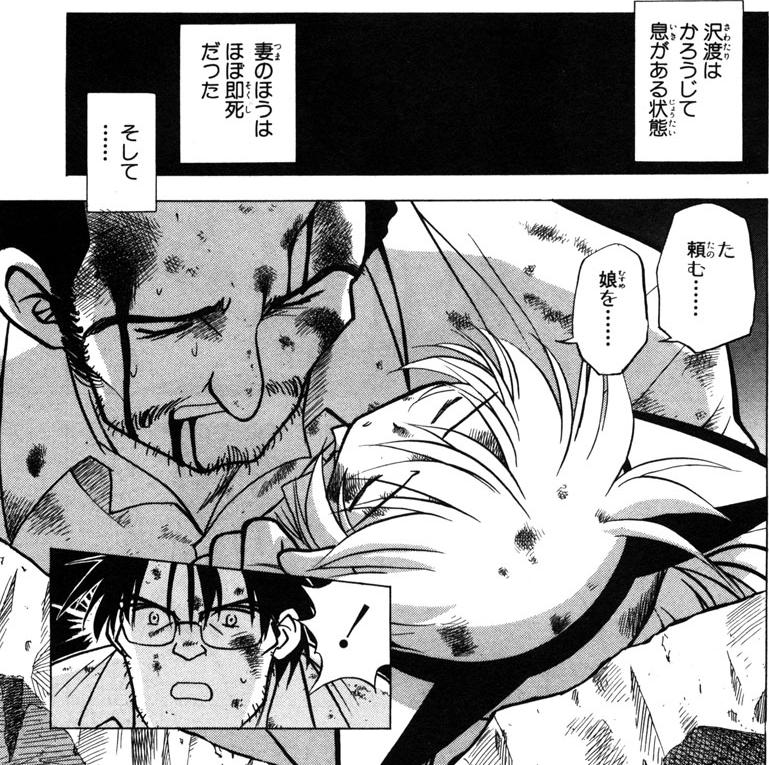 沢渡は
かろうじて
息がある状態
妻のほうは
ほぼ即死
だった
そして
……
た
頼む……
娘を……
！